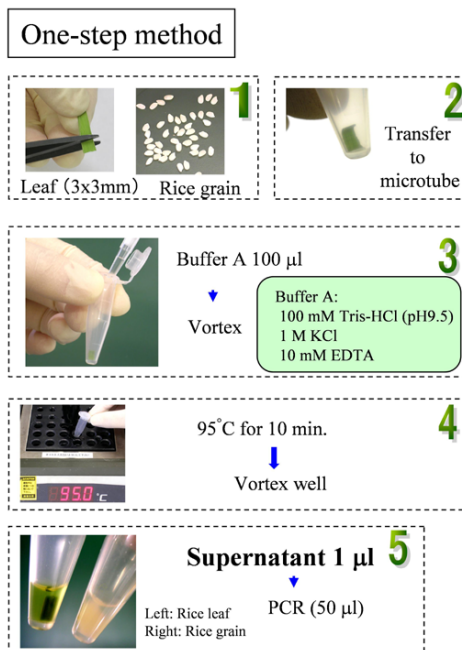 One-step method
1
Leaf (3x3mm)
Rice grain
2
Transfer
to
microtube
3
Buffer A 100 μl
Vortex
Buffer A:
100 mM Tris-HCl (pH9.5)
1 M KCl
10 mM EDTA
4
95°C for 10 min.
Vortex well
95.0 °C
5
Supernatant 1 μl
PCR (50 μl)
Left: Rice leaf
Right: Rice grain